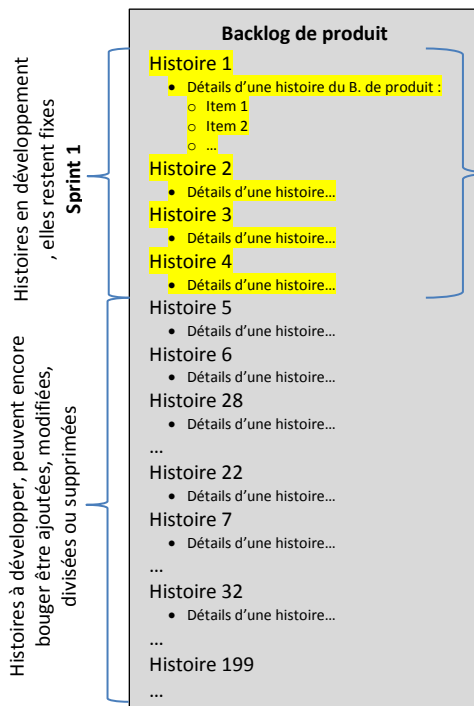 Backlog de produit
Histoire 1
• Détails d'une histoire du B. de produit :
o Item 1
o Item 2
o …
Histoire 2
• Détails d'une histoire…
Histoire 3
• Détails d'une histoire…
Histoire 4
• Détails d'une histoire…
Histoire 5
• Détails d'une histoire…
Histoire 6
• Détails d'une histoire…
Histoire 28
• Détails d'une histoire…
…
Histoire 22
• Détails d'une histoire…
Histoire 7
• Détails d'une histoire…
…
Histoire 32
• Détails d'une histoire…
…
Histoire 199
…
Histoires en développement
, elles restent fixes
Sprint 1
Histoires à développer, peuvent encore
bouger être ajoutées, modifiées,
divisées ou supprimées